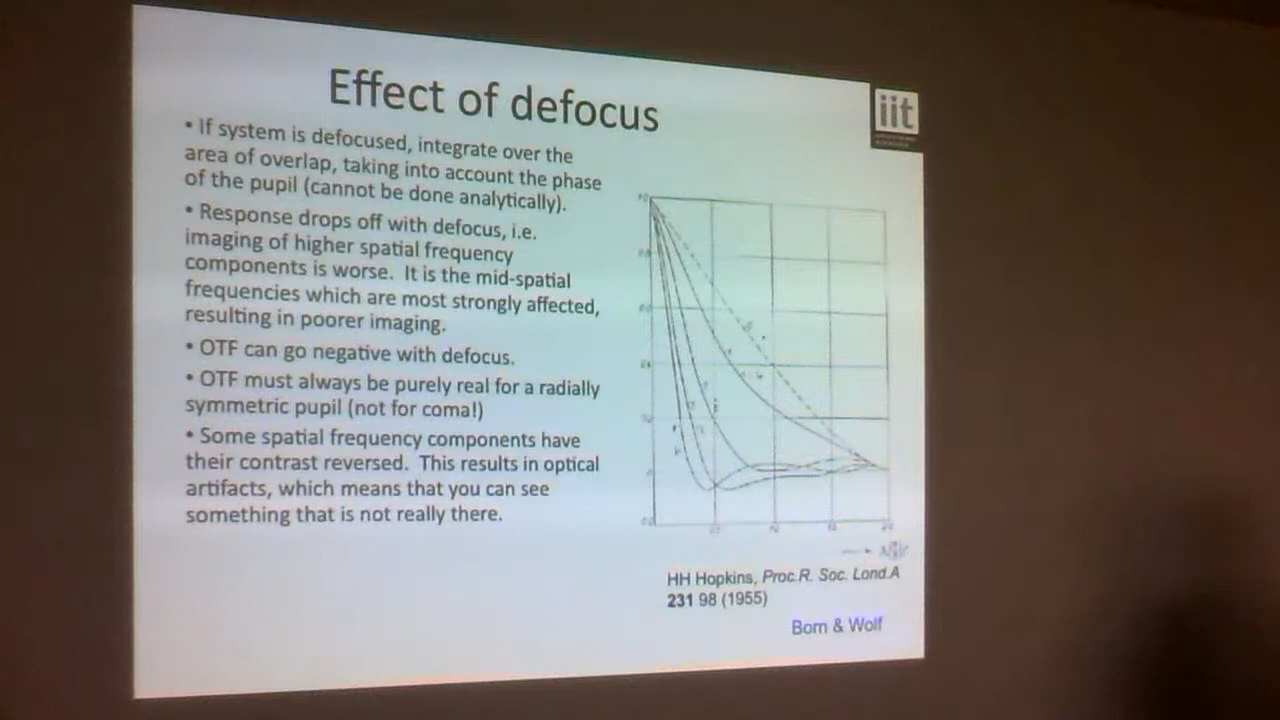 Effect of defocus
iit
• If system is defocused, integrate over the
area of overlap, taking into account the phase
of the pupil (cannot be done analytically).
• Response drops off with defocus, i.e.
imaging of higher spatial frequency
components is worse. It is the mid-spatial
frequencies which are most strongly affected,
resulting in poorer imaging.
• OTF can go negative with defocus.
• OTF must always be purely real for a radially
symmetric pupil (not for coma!)
• Some spatial frequency components have
their contrast reversed. This results in optical
artifacts, which means that you can see
something that is not really there.
HH Hopkins, Proc.R. Soc. Lond.A
231 98 (1955)
Born & Wolf